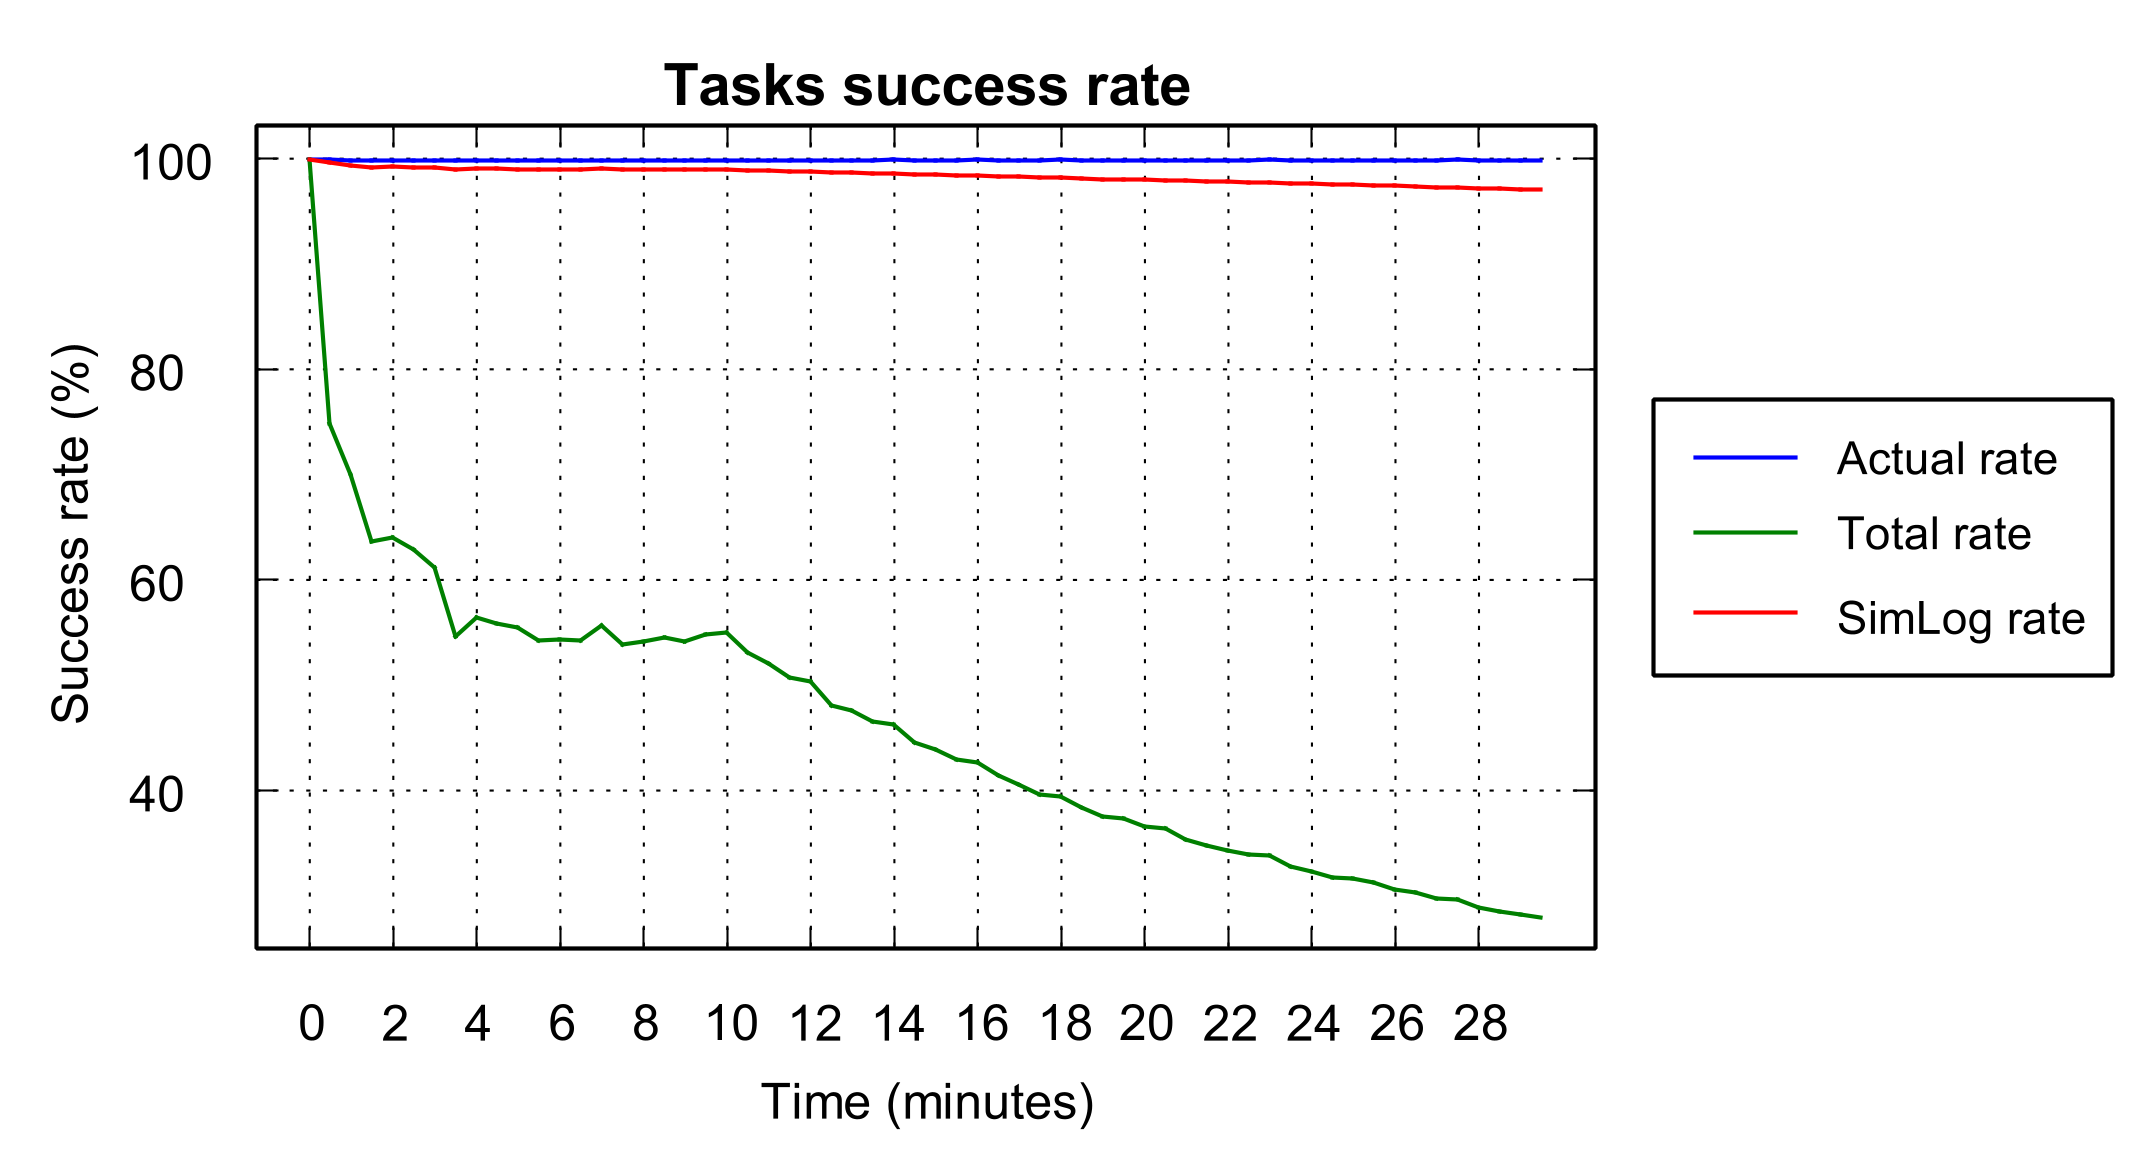 Tasks success rate
100
80
60
40
Success rate (%)
0 2 4 6 8 10 12 14 16 18 20 22 24 26 28
Time (minutes)
Actual rate
Total rate
SimLog rate